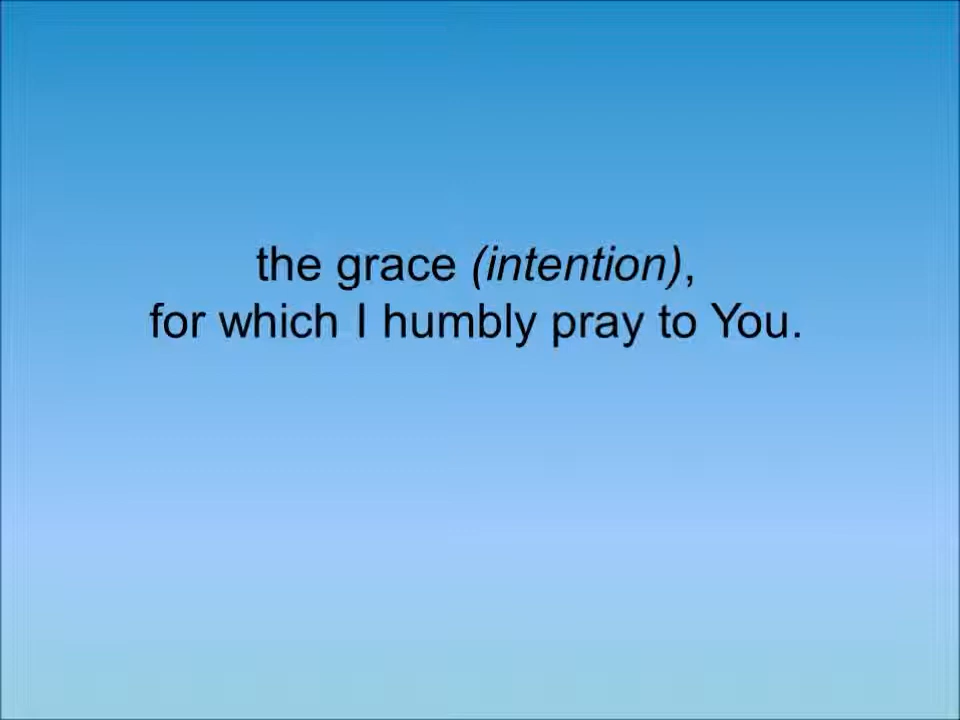 the grace (intention),
for which I humbly pray to You.